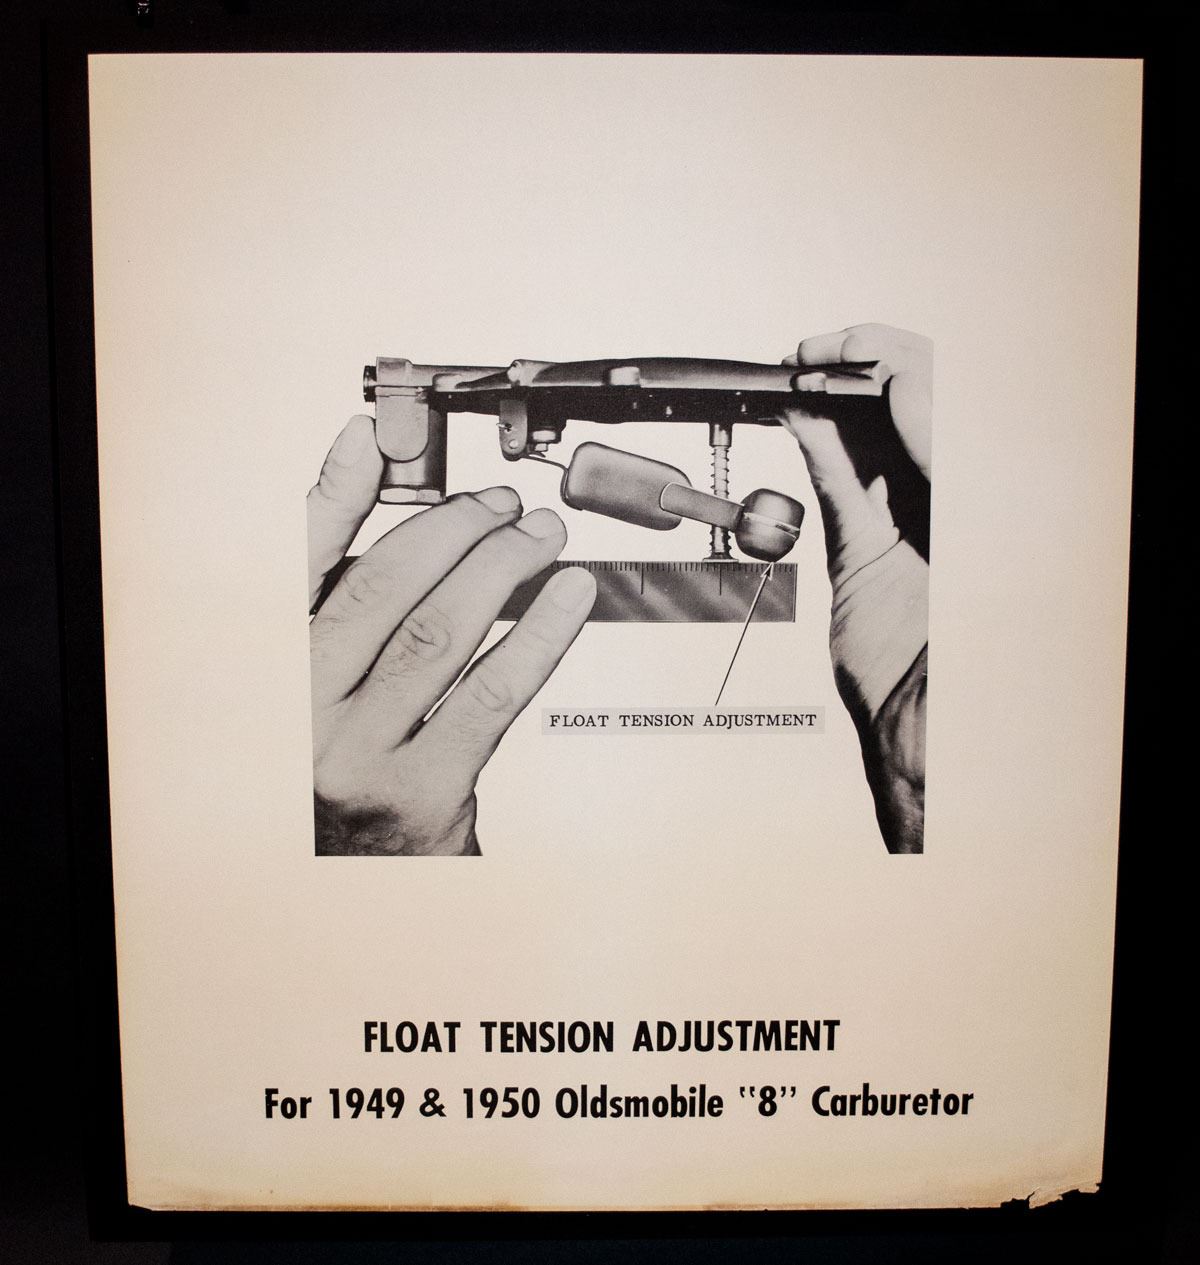 FLOAT TENSION ADJUSTMENT
FLOAT TENSION ADJUSTMENT
For 1949 & 1950 Oldsmobile "8" Carburetor